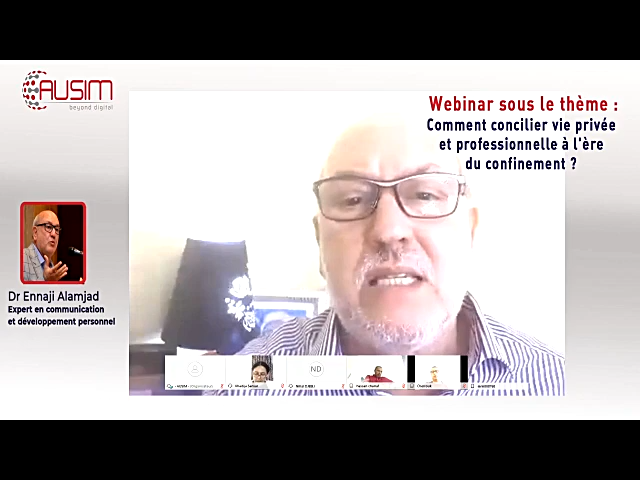 AUSIM
beyond digital
Webinar sous le thème :
Comment concilier vie privée
et professionnelle à l'ère
du confinement ?
Dr Ennaji Alamjad
Expert en communication
et développement personnel
ND